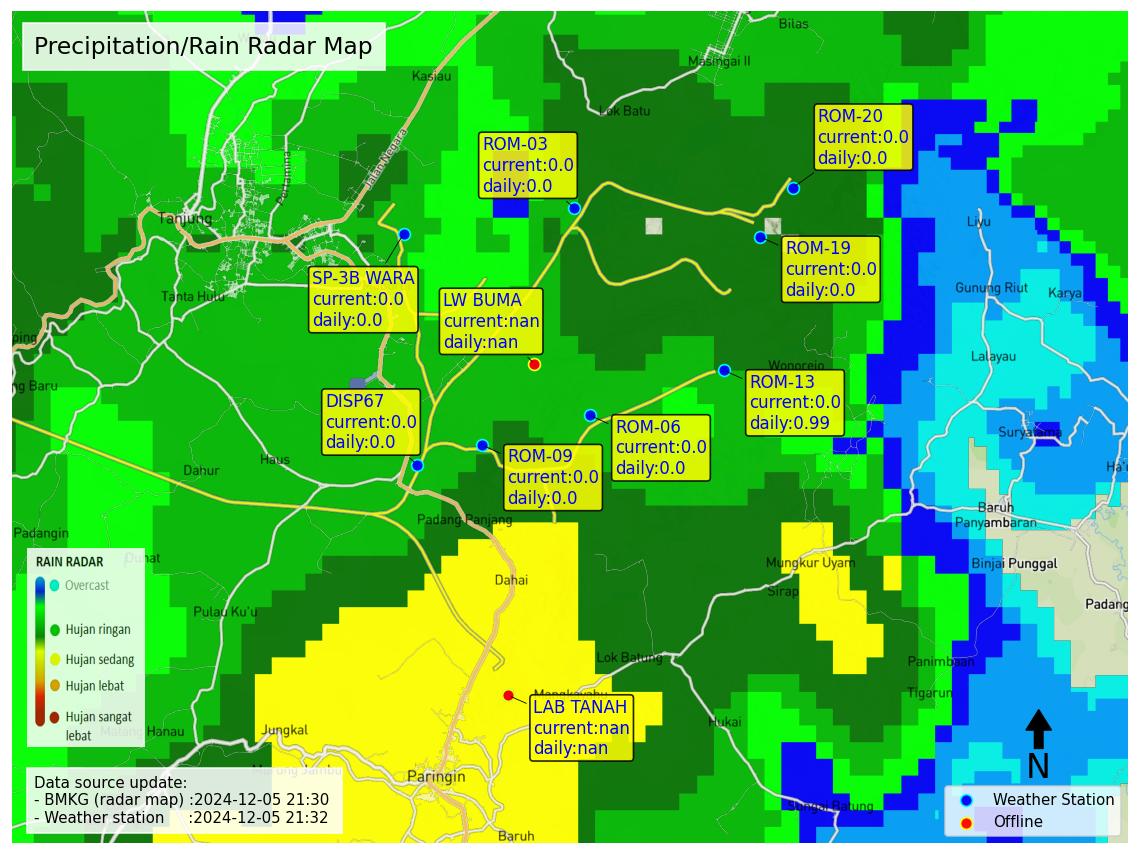 Precipitation/Rain Radar Map
Bilas
Masingai II
Kasiau
Lok Batu
Jalan Negara
Pertamina
Tanjung
Tanta Hulu
ROM-03
current:0.0
daily:0.0
ROM-20
current:0.0
daily:0.0
ROM-19
current:0.0
daily:0.0
SP-3B WARA
current:0.0
daily:0.0
LW BUMA
current:nan
daily:nan
Liyu
Gunung Riut
Karya
Lalayau
Wonorejo
ping
ng Baru
ROM-13
current:0.0
daily:0.99
DISP67
current:0.0
daily:0.0
ROM-06
current:0.0
daily:0.0
ROM-09
current:0.0
daily:0.0
Suryatama
Ha'u
Haus
Dahur
Baruh
Panyambaran
Padang Panjang
Padangin
Binjai Punggal
Mungkur Uyam
Dahai
Sirap
Padang
Pulau Ku'u
Lok Batung
Panimbaan
Tigarun
Hukai
Jungkal
Paringin
Sungai Batung
Baruh
LAB TANAH
current:nan
daily:nan
RAIN RADAR
Overcast
Hujan ringan
Hujan sedang
Hujan lebat
Hujan sangat
lebat
Data source update:
- BMKG (radar map) :2024-12-05 21:30
- Weather station :2024-12-05 21:32
N
Weather Station
Offline